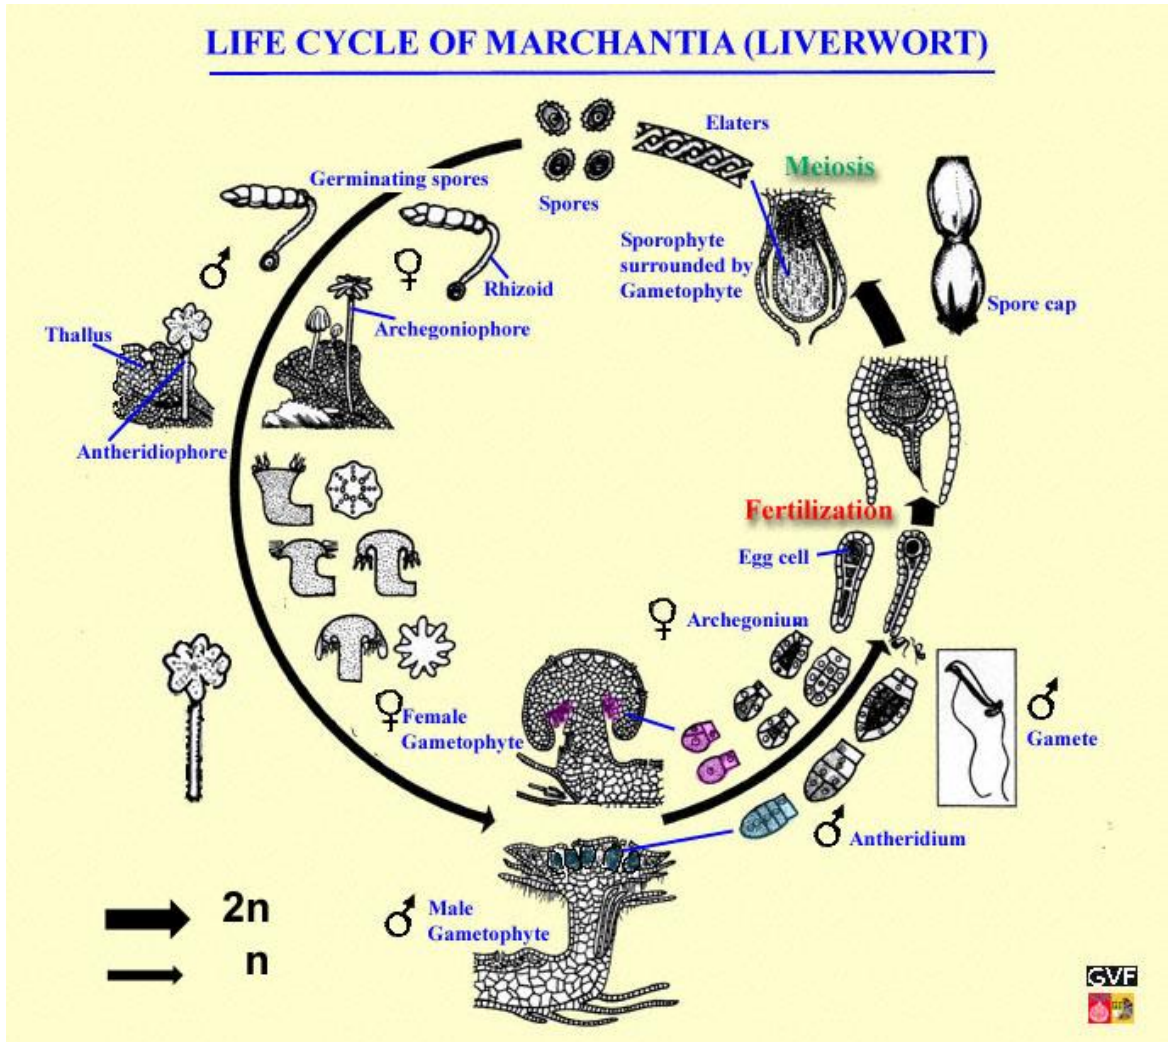 LIFE CYCLE OF MARCHANTIA (LIVERWORT)
Elaters
Meiosis
Germinating spores
Spores
Sporophyte
surrounded by
Gametophyte
Rhizoid
Spore cap
Archegoniophore
Thallus
Antheridiophore
Fertilization
Egg cell
Archegonium
Female
Gametophyte
Gamete
Antheridium
Male
Gametophyte
2n
n
GVF